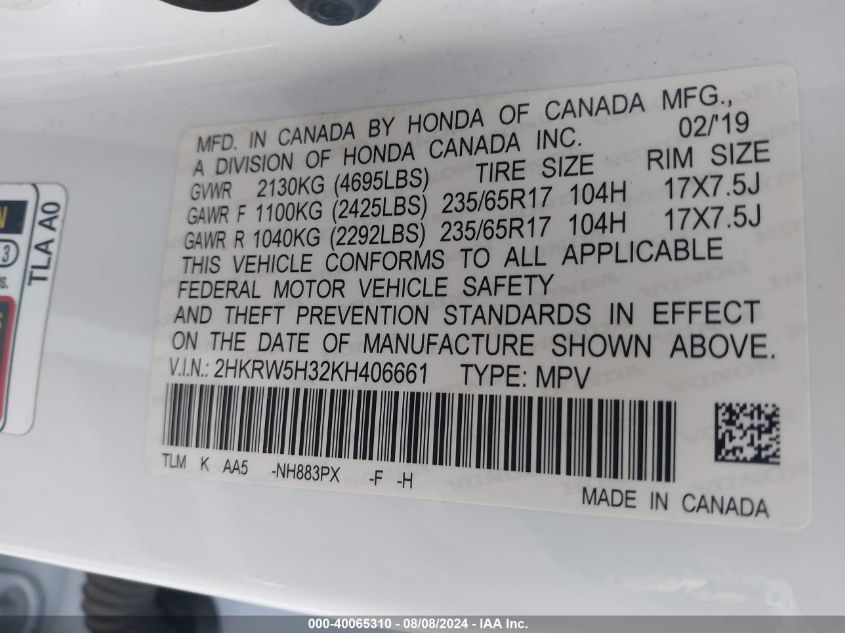 MFD. IN CANADA BY HONDA OF CANADA MFG.,
A DIVISION OF HONDA CANADA INC. 02/'19
GVWR 2130KG (4695LBS) TIRE SIZE RIM SIZE
GAWR F 1100KG (2425LBS) 235/65R17 104H 17X7.5J
GAWR R 1040KG (2292LBS) 235/65R17 104H 17X7.5J
THIS VEHICLE CONFORMS TO ALL APPLICABLE
FEDERAL MOTOR VEHICLE SAFETY
AND THEFT PREVENTION STANDARDS IN EFFECT
ON THE DATE OF MANUFACTURE SHOWN ABOVE.
V.I.N.: 2HKRW5H32KH406661 TYPE: MPV
TLM K AA5 -NH883PX -F -H
MADE IN CANADA
TLA A0
3
000-40065310 - 08/08/2024 - IAA Inc.